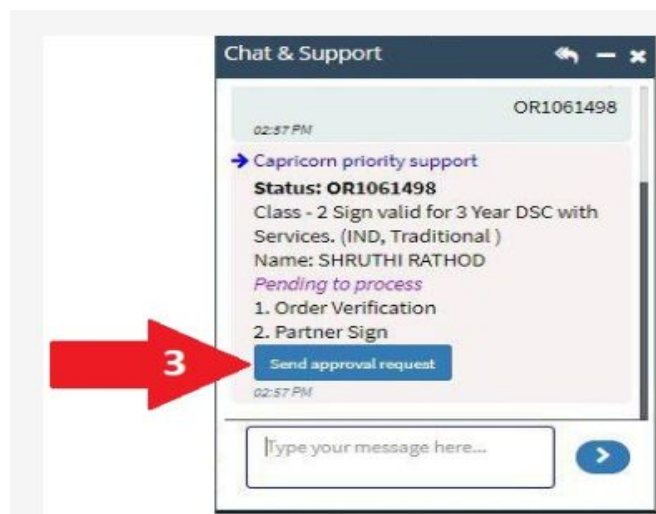 Chat & Support
OR1061498
02:57 PM
Capricorn priority support
Status: OR1061498
Class - 2 Sign valid for 3 Year DSC with
Services. (IND, Traditional )
Name: SHRUTHI RATHOD
Pending to process
1. Order Verification
2. Partner Sign
3
Send approval request
02:57 PM
Type your message here...